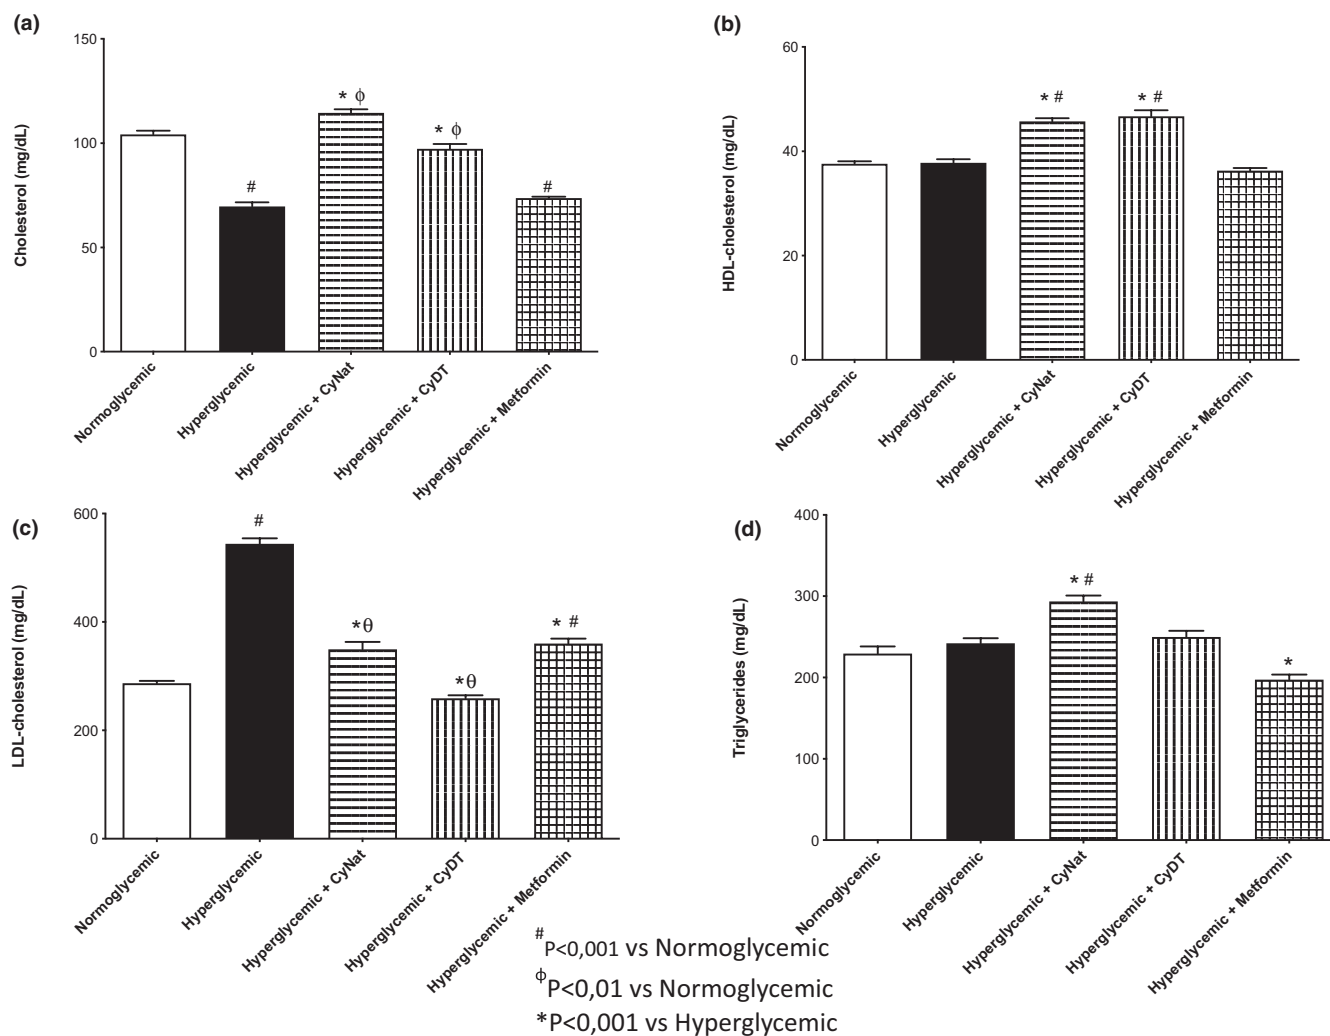 (a)
150
100
50
0
Cholesterol (mg/dL)
#
* ϕ
* ϕ
#
Normoglycemic
Hyperglycemic
Hyperglycemic + CyNat
Hyperglycemic + CyDT
Hyperglycemic + Metformin
(b)
60
40
20
0
HDL-cholesterol (mg/dL)
* #
* #
Normoglycemic
Hyperglycemic
Hyperglycemic + CyNat
Hyperglycemic + CyDT
Hyperglycemic + Metformin
(c)
600
400
200
0
LDL-cholesterol (mg/dL)
#
*θ
*θ
* #
Normoglycemic
Hyperglycemic
Hyperglycemic + CyNat
Hyperglycemic + CyDT
Hyperglycemic + Metformin
(d)
400
300
200
100
0
Triglycerides (mg/dL)
* #
*
Normoglycemic
Hyperglycemic
Hyperglycemic + CyNat
Hyperglycemic + CyDT
Hyperglycemic + Metformin
#P<0,001 vs Normoglycemic
ϕP<0,01 vs Normoglycemic
*P<0,001 vs Hyperglycemic